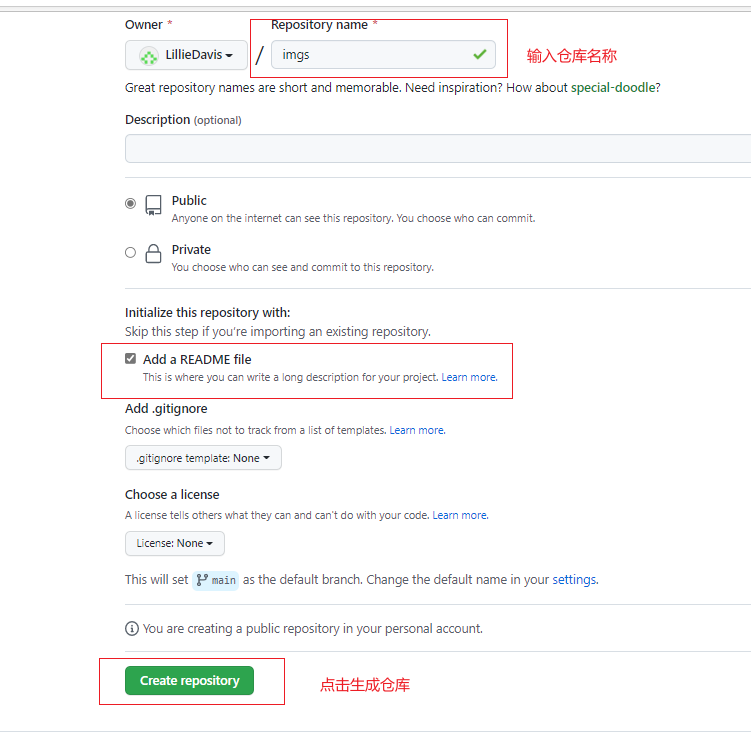 Owner *
Repository name *
LillieDavis
/
imgs
输入仓库名称
Great repository names are short and memorable. Need inspiration? How about special-doodle?
Description (optional)
Public
Anyone on the internet can see this repository. You choose who can commit.
Private
You choose who can see and commit to this repository.
Initialize this repository with:
Skip this step if you're importing an existing repository.
Add a README file
This is where you can write a long description for your project. Learn more.
Add .gitignore
Choose which files not to track from a list of templates. Learn more.
.gitignore template: None
Choose a license
A license tells others what they can and can't do with your code. Learn more.
License: None
This will set main as the default branch. Change the default name in your settings.
You are creating a public repository in your personal account.
Create repository
点击生成仓库